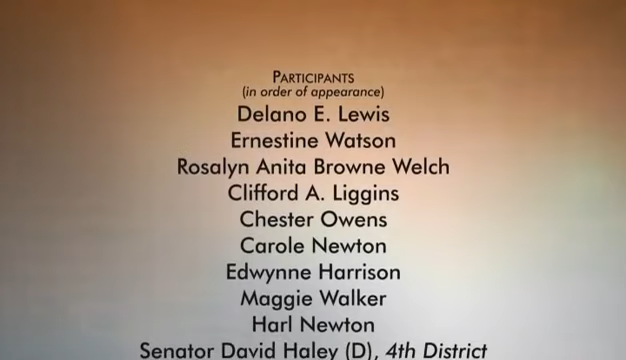 PARTICIPANTS
(in order of appearance)
Delano E. Lewis
Ernestine Watson
Rosalyn Anita Browne Welch
Clifford A. Liggins
Chester Owens
Carole Newton
Edwynne Harrison
Maggie Walker
Harl Newton
Senator David Haley (D), 4th District